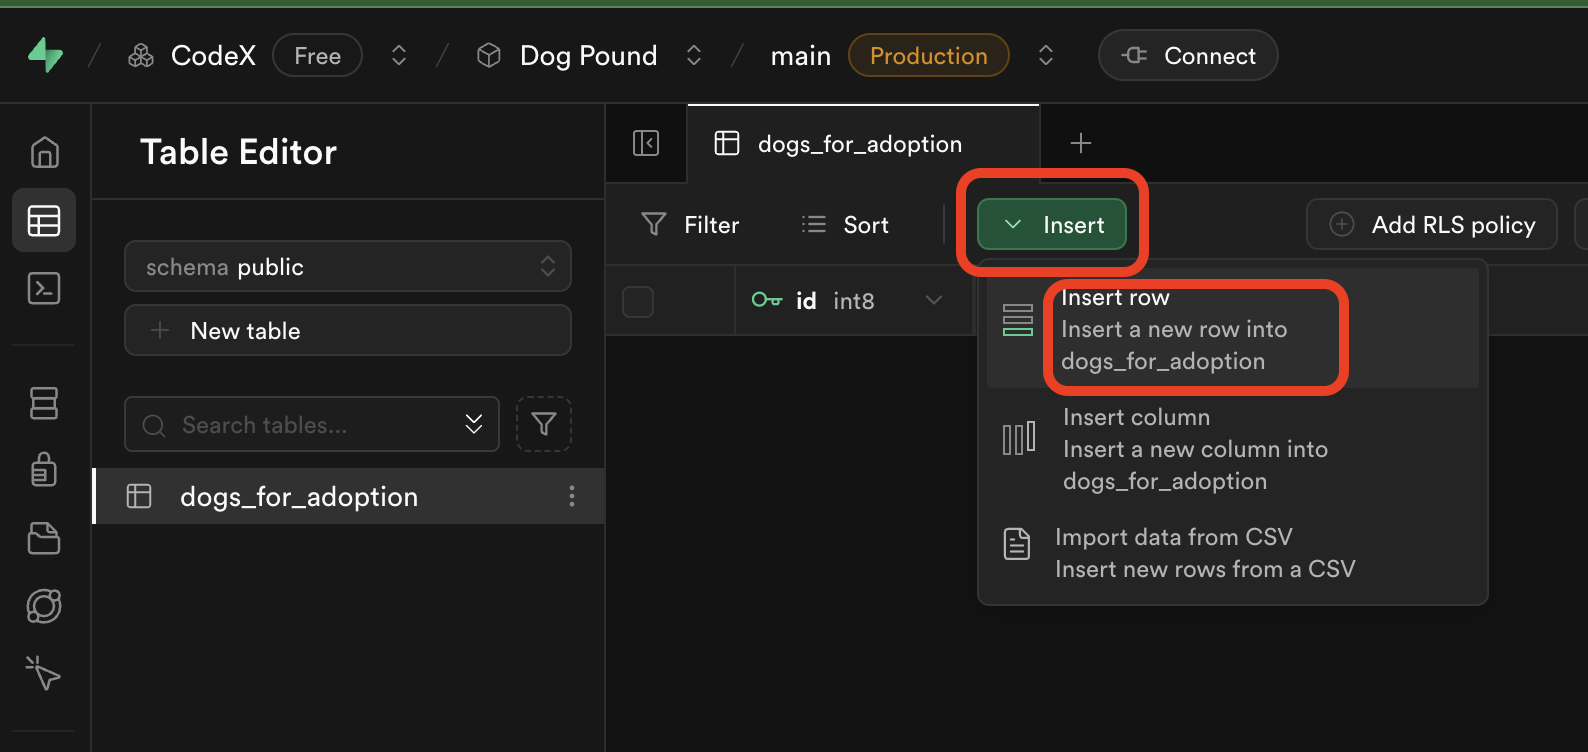 CodeX Free Dog Pound main Production Connect
Table Editor
dogs_for_adoption
Filter Sort Insert Add RLS policy
schema public
id int8
New table
Search tables...
dogs_for_adoption
Insert row
Insert a new row into
dogs_for_adoption
Insert column
Insert a new column into
dogs_for_adoption
Import data from CSV
Insert new rows from a CSV